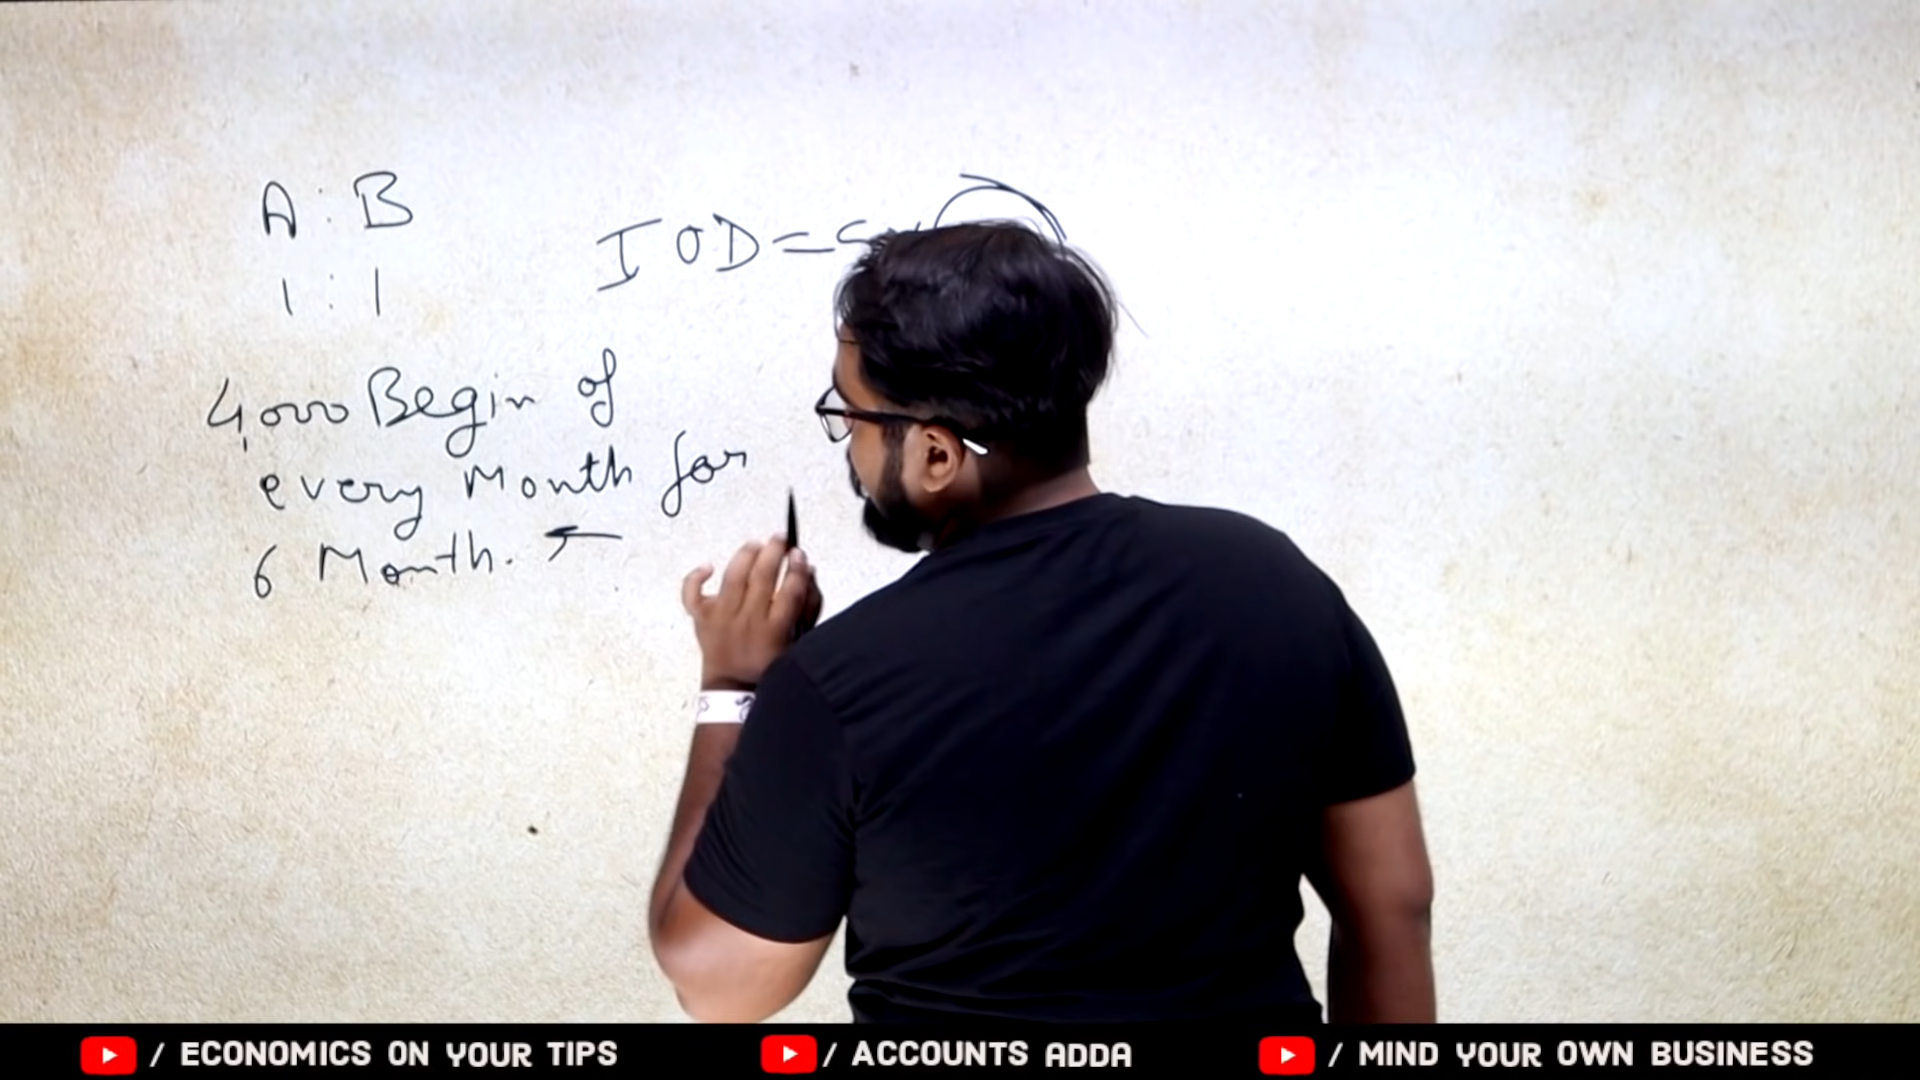 A : B
1 : 1
IOD = 5
4,000 Begin of
every Month for
6 Month.
/ ECONOMICS ON YOUR TIPS
/ ACCOUNTS ADDA
/ MIND YOUR OWN BUSINESS